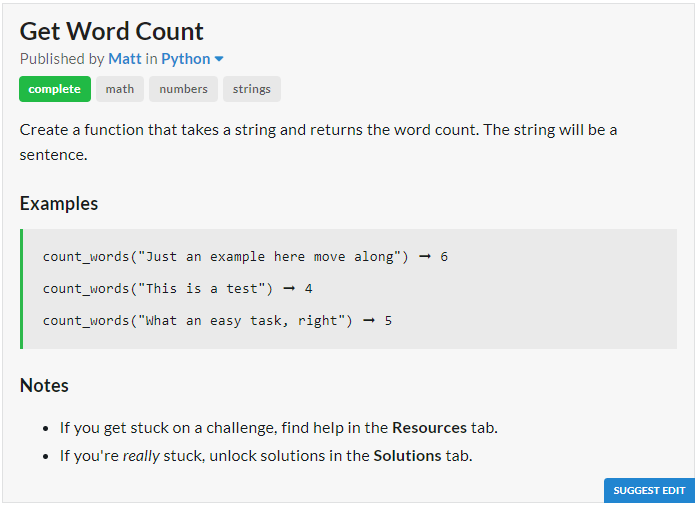 Get Word Count
Published by Matt in Python
complete math numbers strings
Create a function that takes a string and returns the word count. The string will be a
sentence.
Examples
count_words("Just an example here move along") ➞ 6
count_words("This is a test") ➞ 4
count_words("What an easy task, right") ➞ 5
Notes
• If you get stuck on a challenge, find help in the Resources tab.
• If you're really stuck, unlock solutions in the Solutions tab.
SUGGEST EDIT